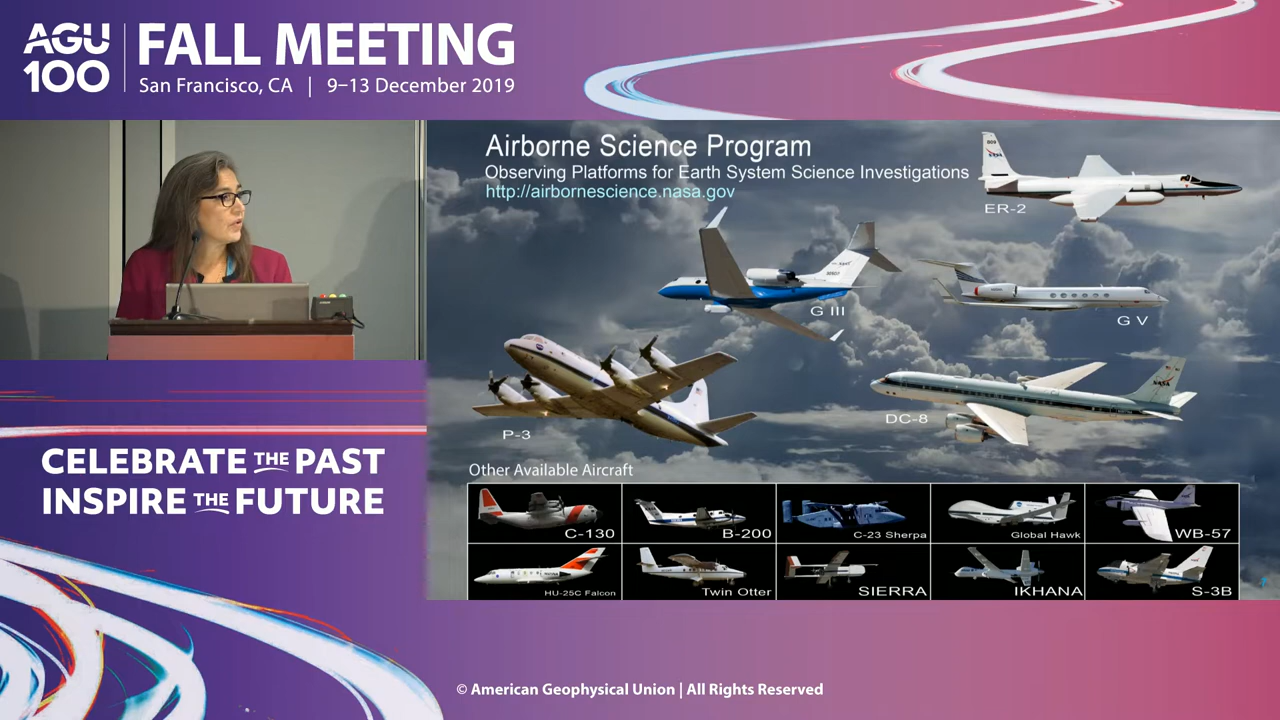 AGU
100
FALL MEETING
San Francisco, CA | 9–13 December 2019
Airborne Science Program
Observing Platforms for Earth System Science Investigations
http://airbornescience.nasa.gov
ER-2
G III
G V
P-3
DC-8
NASA
Other Available Aircraft
C-130
B-200
C-23 Sherpa
Global Hawk
WB-57
HU-25C Falcon
Twin Otter
SIERRA
IKHANA
S-3B
CELEBRATE THE PAST
INSPIRE THE FUTURE
© American Geophysical Union | All Rights Reserved